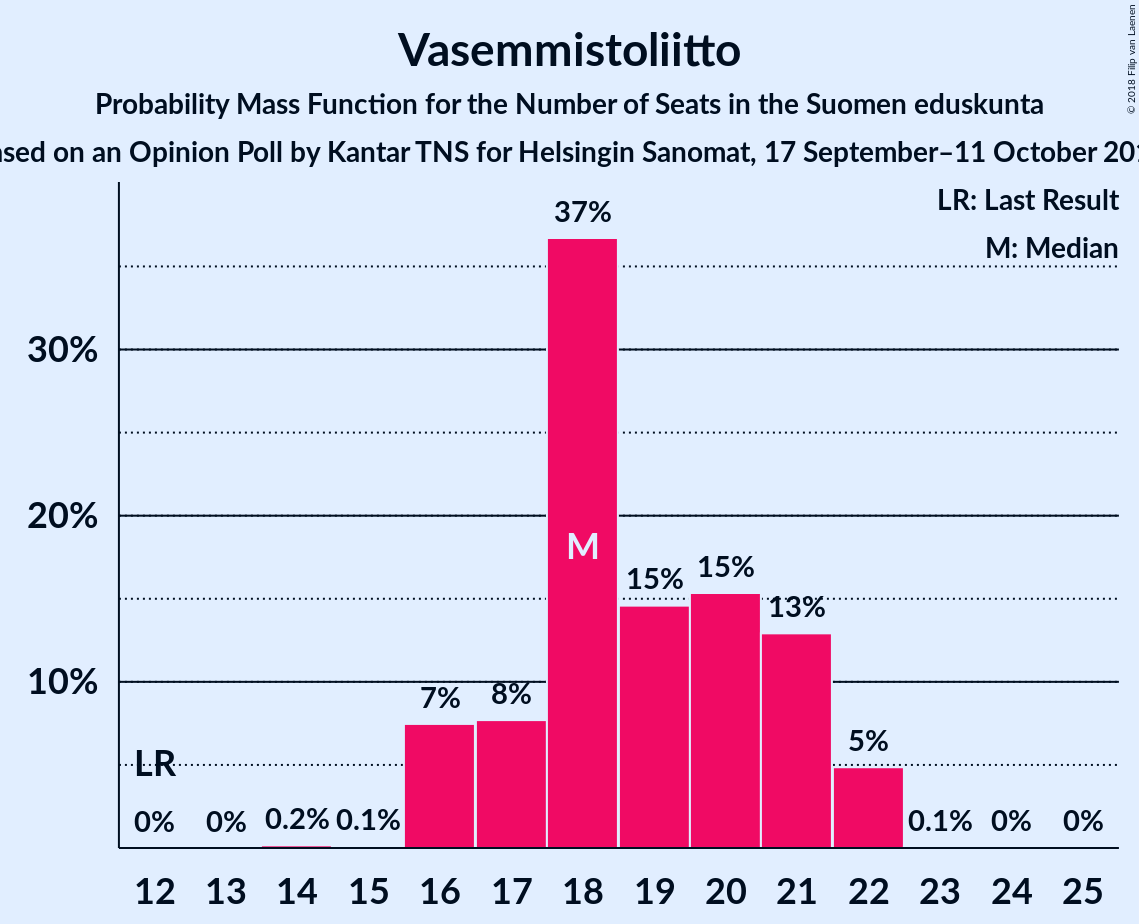 Vasemmistoliitto
Probability Mass Function for the Number of Seats in the Suomen eduskunta
on an Opinion Poll by Kantar TNS for Helsingin Sanomat, 17 September–11 October
© 2018 Filip van Laenen
LR: Last Result
M: Median
37%
30%
20%
M
15%
15%
13%
10%
7%
8%
LR
5%
0%
0%
0.2%
0.1%
0.1%
0%
0%
12 13 14 15 16 17 18 19 20 21 22 23 24 25